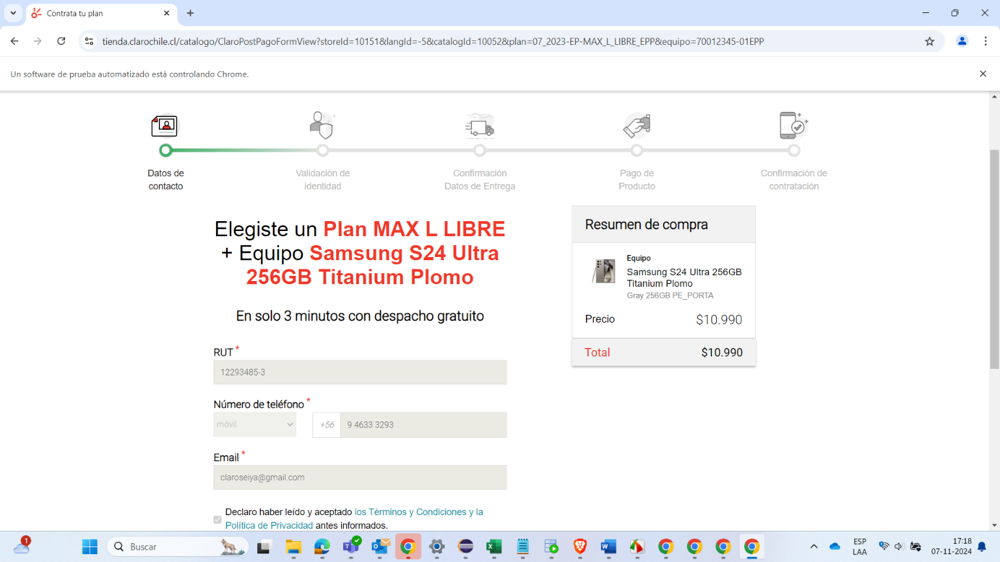 Contrata tu plan
tienda.clarochile.cl/catalogo/ClaroPostPagoFormView?storeId=10151&langId=-5&catalogId=10052&plan=07_2023-EP-MAX_L_LIBRE_EPP&equipo=70012345-01EPP
Un software de prueba automatizado está controlando Chrome.
Datos de
contacto
Validación de
identidad
Confirmación
Datos de Entrega
Pago de
Producto
Confirmación de
contratación
Elegiste un Plan MAX L LIBRE
+ Equipo Samsung S24 Ultra
256GB Titanium Plomo
En solo 3 minutos con despacho gratuito
RUT *
12293485-3
Número de teléfono *
móvil
+56
9 4633 3293
Email *
claroseiya@gmail.com
Declaro haber leído y aceptado los Términos y Condiciones y la
Política de Privacidad antes informados.
Resumen de compra
Equipo
Samsung S24 Ultra 256GB
Titanium Plomo
Gray 256GB PE_PORTA
Precio $10.990
Total $10.990
1
Buscar
ESP
LAA
17:18
07-11-2024